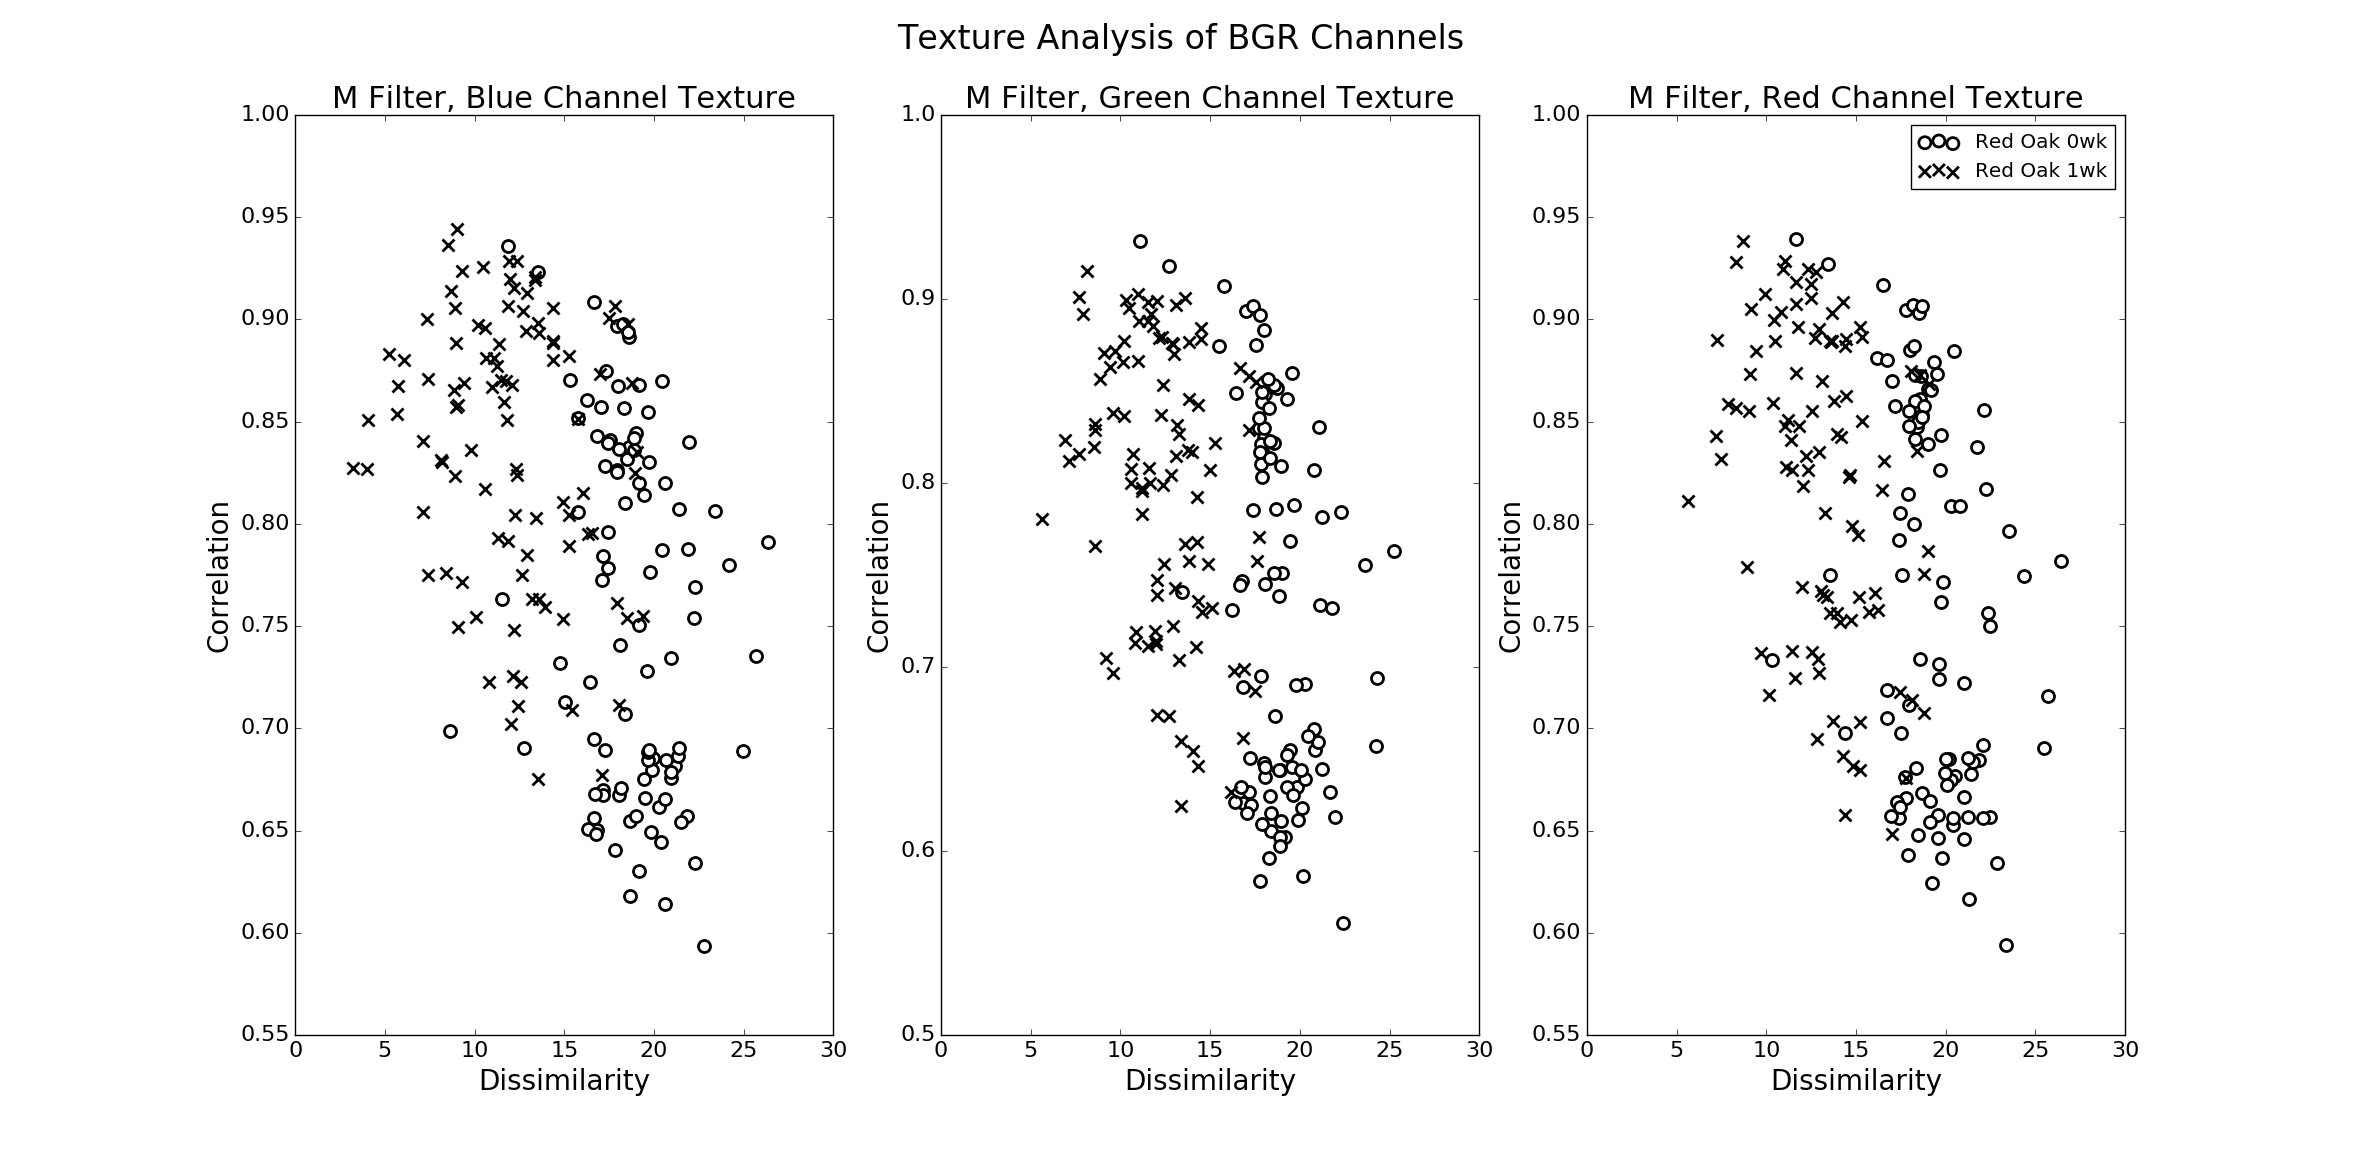 Texture Analysis of BGR Channels
M Filter, Blue Channel Texture
1.00
0.95
0.90
0.85
0.80
0.75
0.70
0.65
0.60
0.55
Correlation
0 5 10 15 20 25 30
Dissimilarity
M Filter, Green Channel Texture
1.0
0.9
0.8
0.7
0.6
0.5
Correlation
0 5 10 15 20 25 30
Dissimilarity
M Filter, Red Channel Texture
Red Oak 0wk
Red Oak 1wk
1.00
0.95
0.90
0.85
0.80
0.75
0.70
0.65
0.60
0.55
Correlation
0 5 10 15 20 25 30
Dissimilarity